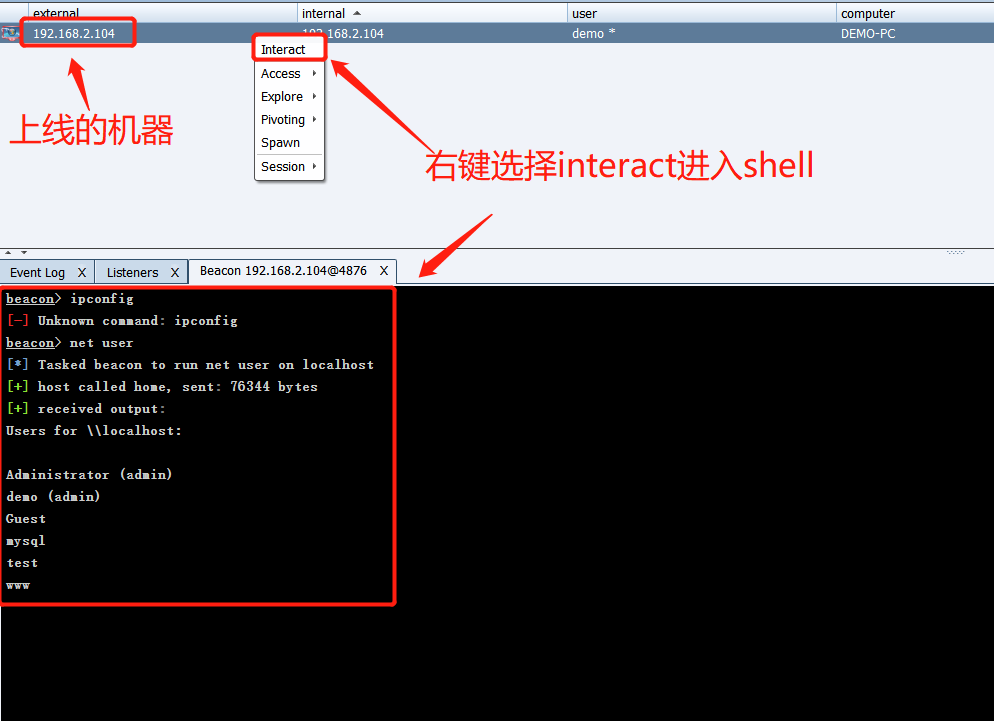 external internal user computer
192.168.2.104 192.168.2.104 demo * DEMO-PC
Interact
Access
Explore
Pivoting
Spawn
Session
上线的机器
右键选择interact进入shell
Event Log X Listeners X Beacon 192.168.2.104@4876 X
beacon> ipconfig
[-] Unknown command: ipconfig
beacon> net user
[*] Tasked beacon to run net user on localhost
[+] host called home, sent: 76344 bytes
[+] received output:
Users for \\localhost:
Administrator (admin)
demo (admin)
Guest
mysql
test
www